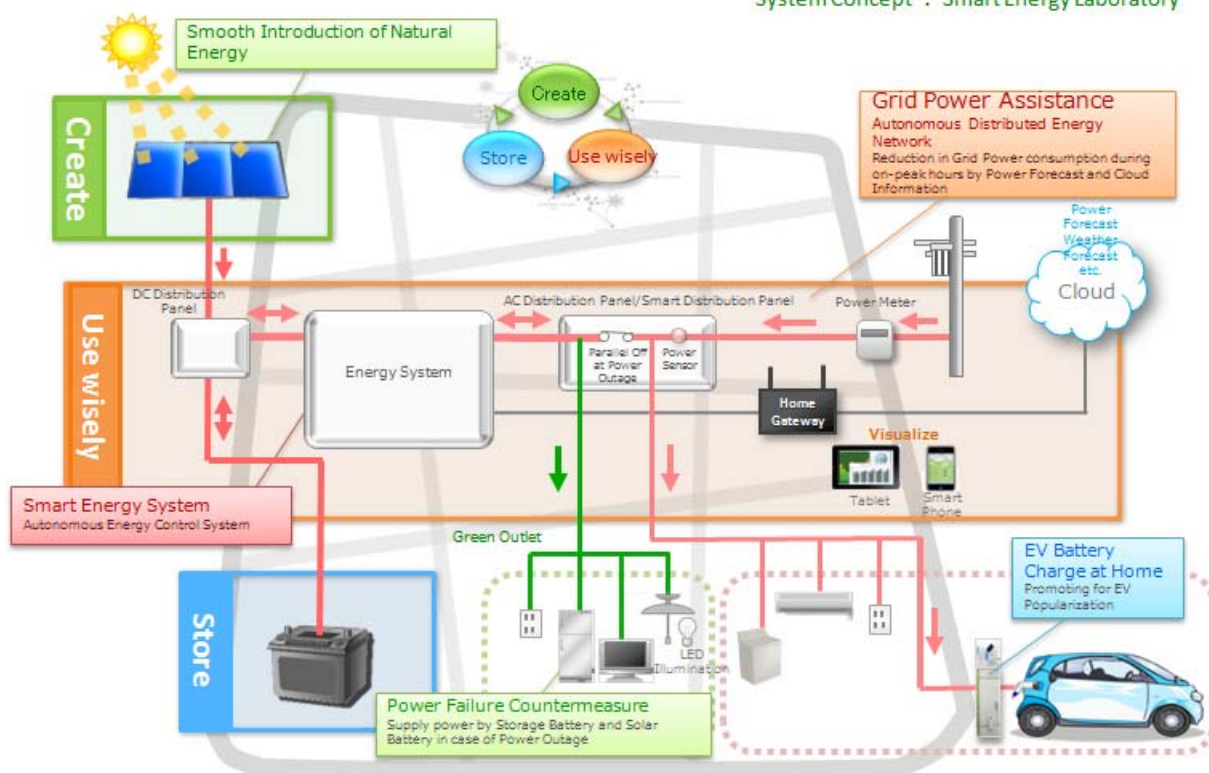 System Concept : Smart Energy Laboratory
Smooth Introduction of Natural
Energy
Create
Create
Store
Use wisely
Grid Power Assistance
Autonomous Distributed Energy
Network
Reduction in Grid Power consumption during
on-peak hours by Power Forecast and Cloud
Information
Power
Forecast
Weather
Forecast
etc.
Cloud
Use wisely
DC Distribution
Panel
AC Distribution Panel/Smart Distribution Panel
Power Meter
Energy System
Parallel Off
at Power
Outage
Power
Sensor
Home
Gateway
Visualize
Tablet
Smart
Phone
Smart Energy System
Autonomous Energy Control System
Green Outlet
Store
LED
Illumination
EV Battery
Charge at Home
Promoting for EV
Popularization
Power Failure Countermeasure
Supply power by Storage Battery and Solar
Battery in case of Power Outage